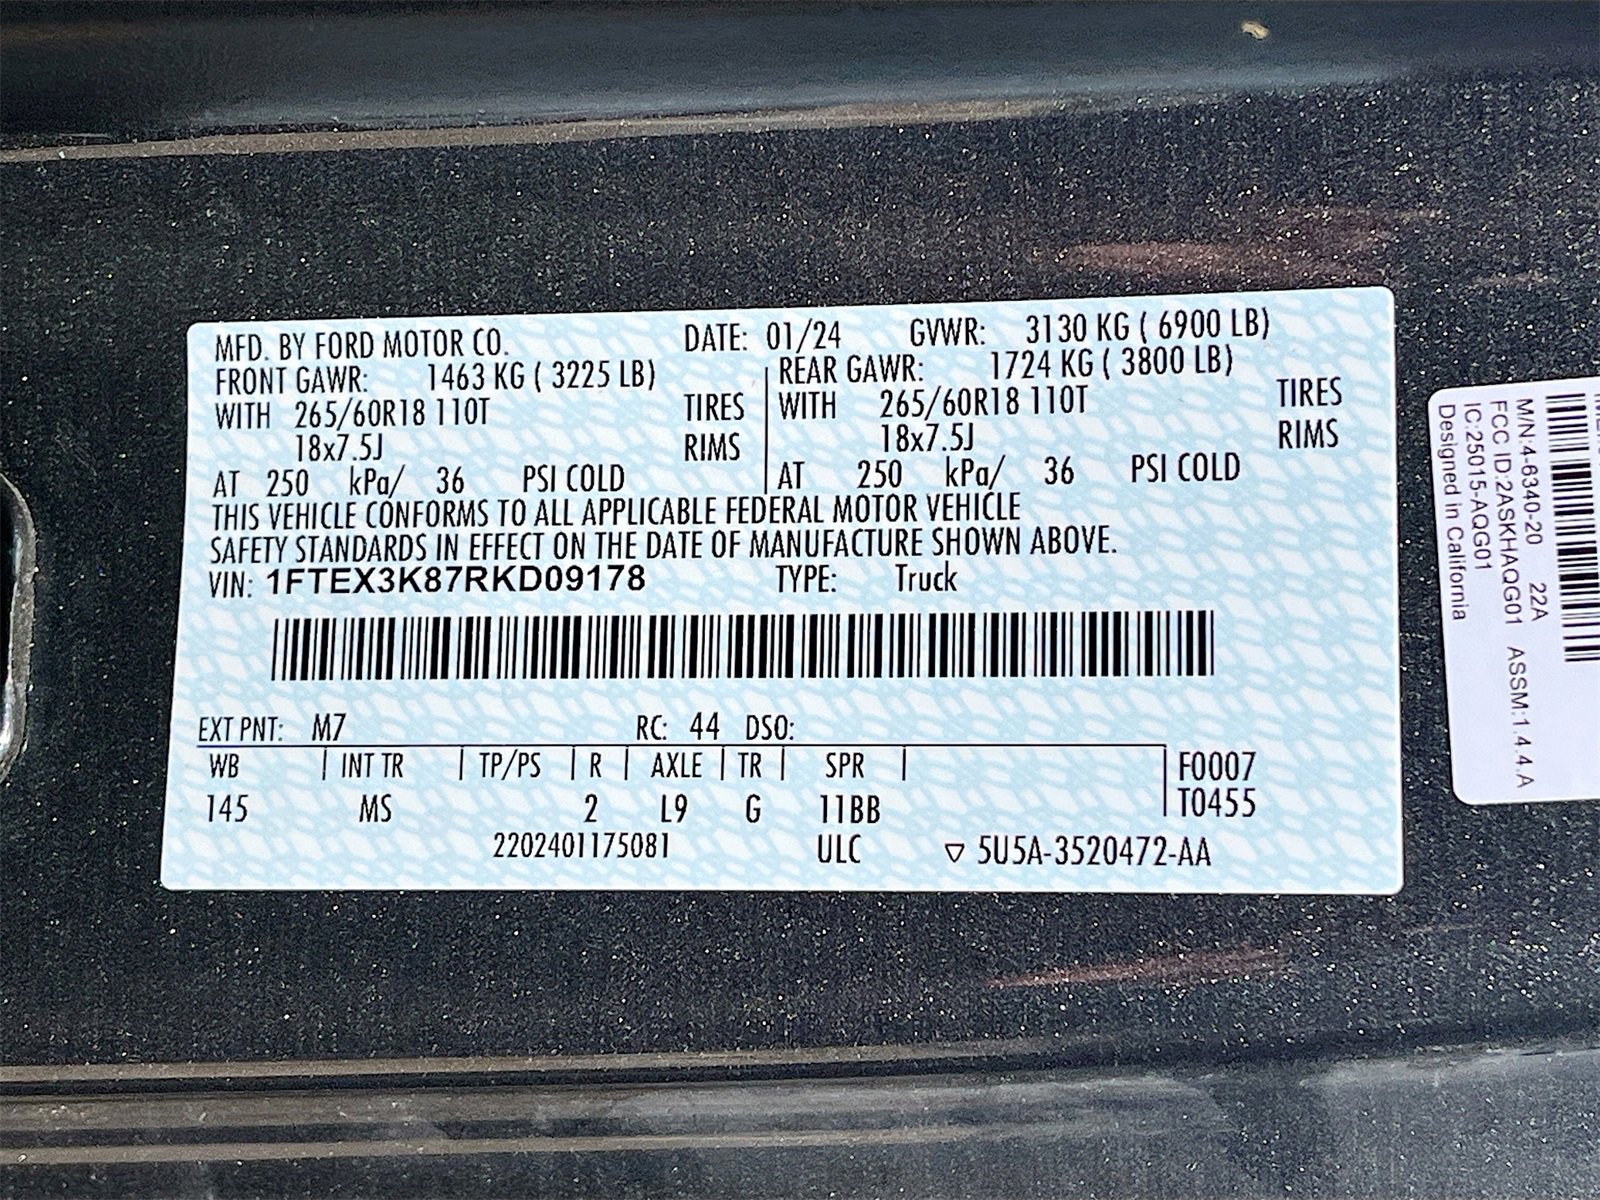 MFD. BY FORD MOTOR CO. DATE: 01/24 GVWR: 3130 KG ( 6900 LB)
FRONT GAWR: 1463 KG ( 3225 LB) REAR GAWR: 1724 KG ( 3800 LB)
WITH 265/60R18 110T TIRES WITH 265/60R18 110T TIRES
18x7.5J RIMS 18x7.5J RIMS
AT 250 kPa/ 36 PSI COLD AT 250 kPa/ 36 PSI COLD
THIS VEHICLE CONFORMS TO ALL APPLICABLE FEDERAL MOTOR VEHICLE
SAFETY STANDARDS IN EFFECT ON THE DATE OF MANUFACTURE SHOWN ABOVE.
VIN: 1FTEX3K87RKD09178 TYPE: Truck
EXT PNT: M7 RC: 44 DSO:
WB INT TR TP/PS R AXLE TR SPR F0007
145 MS 2 L9 G 11BB T0455
2202401175081 ULC ▽ 5U5A-3520472-AA
M/N:4-6340-20 22A
FCC ID:2ASKHAQG01 ASSM:1.4.4.A
IC:25015-AQG01
Designed in California